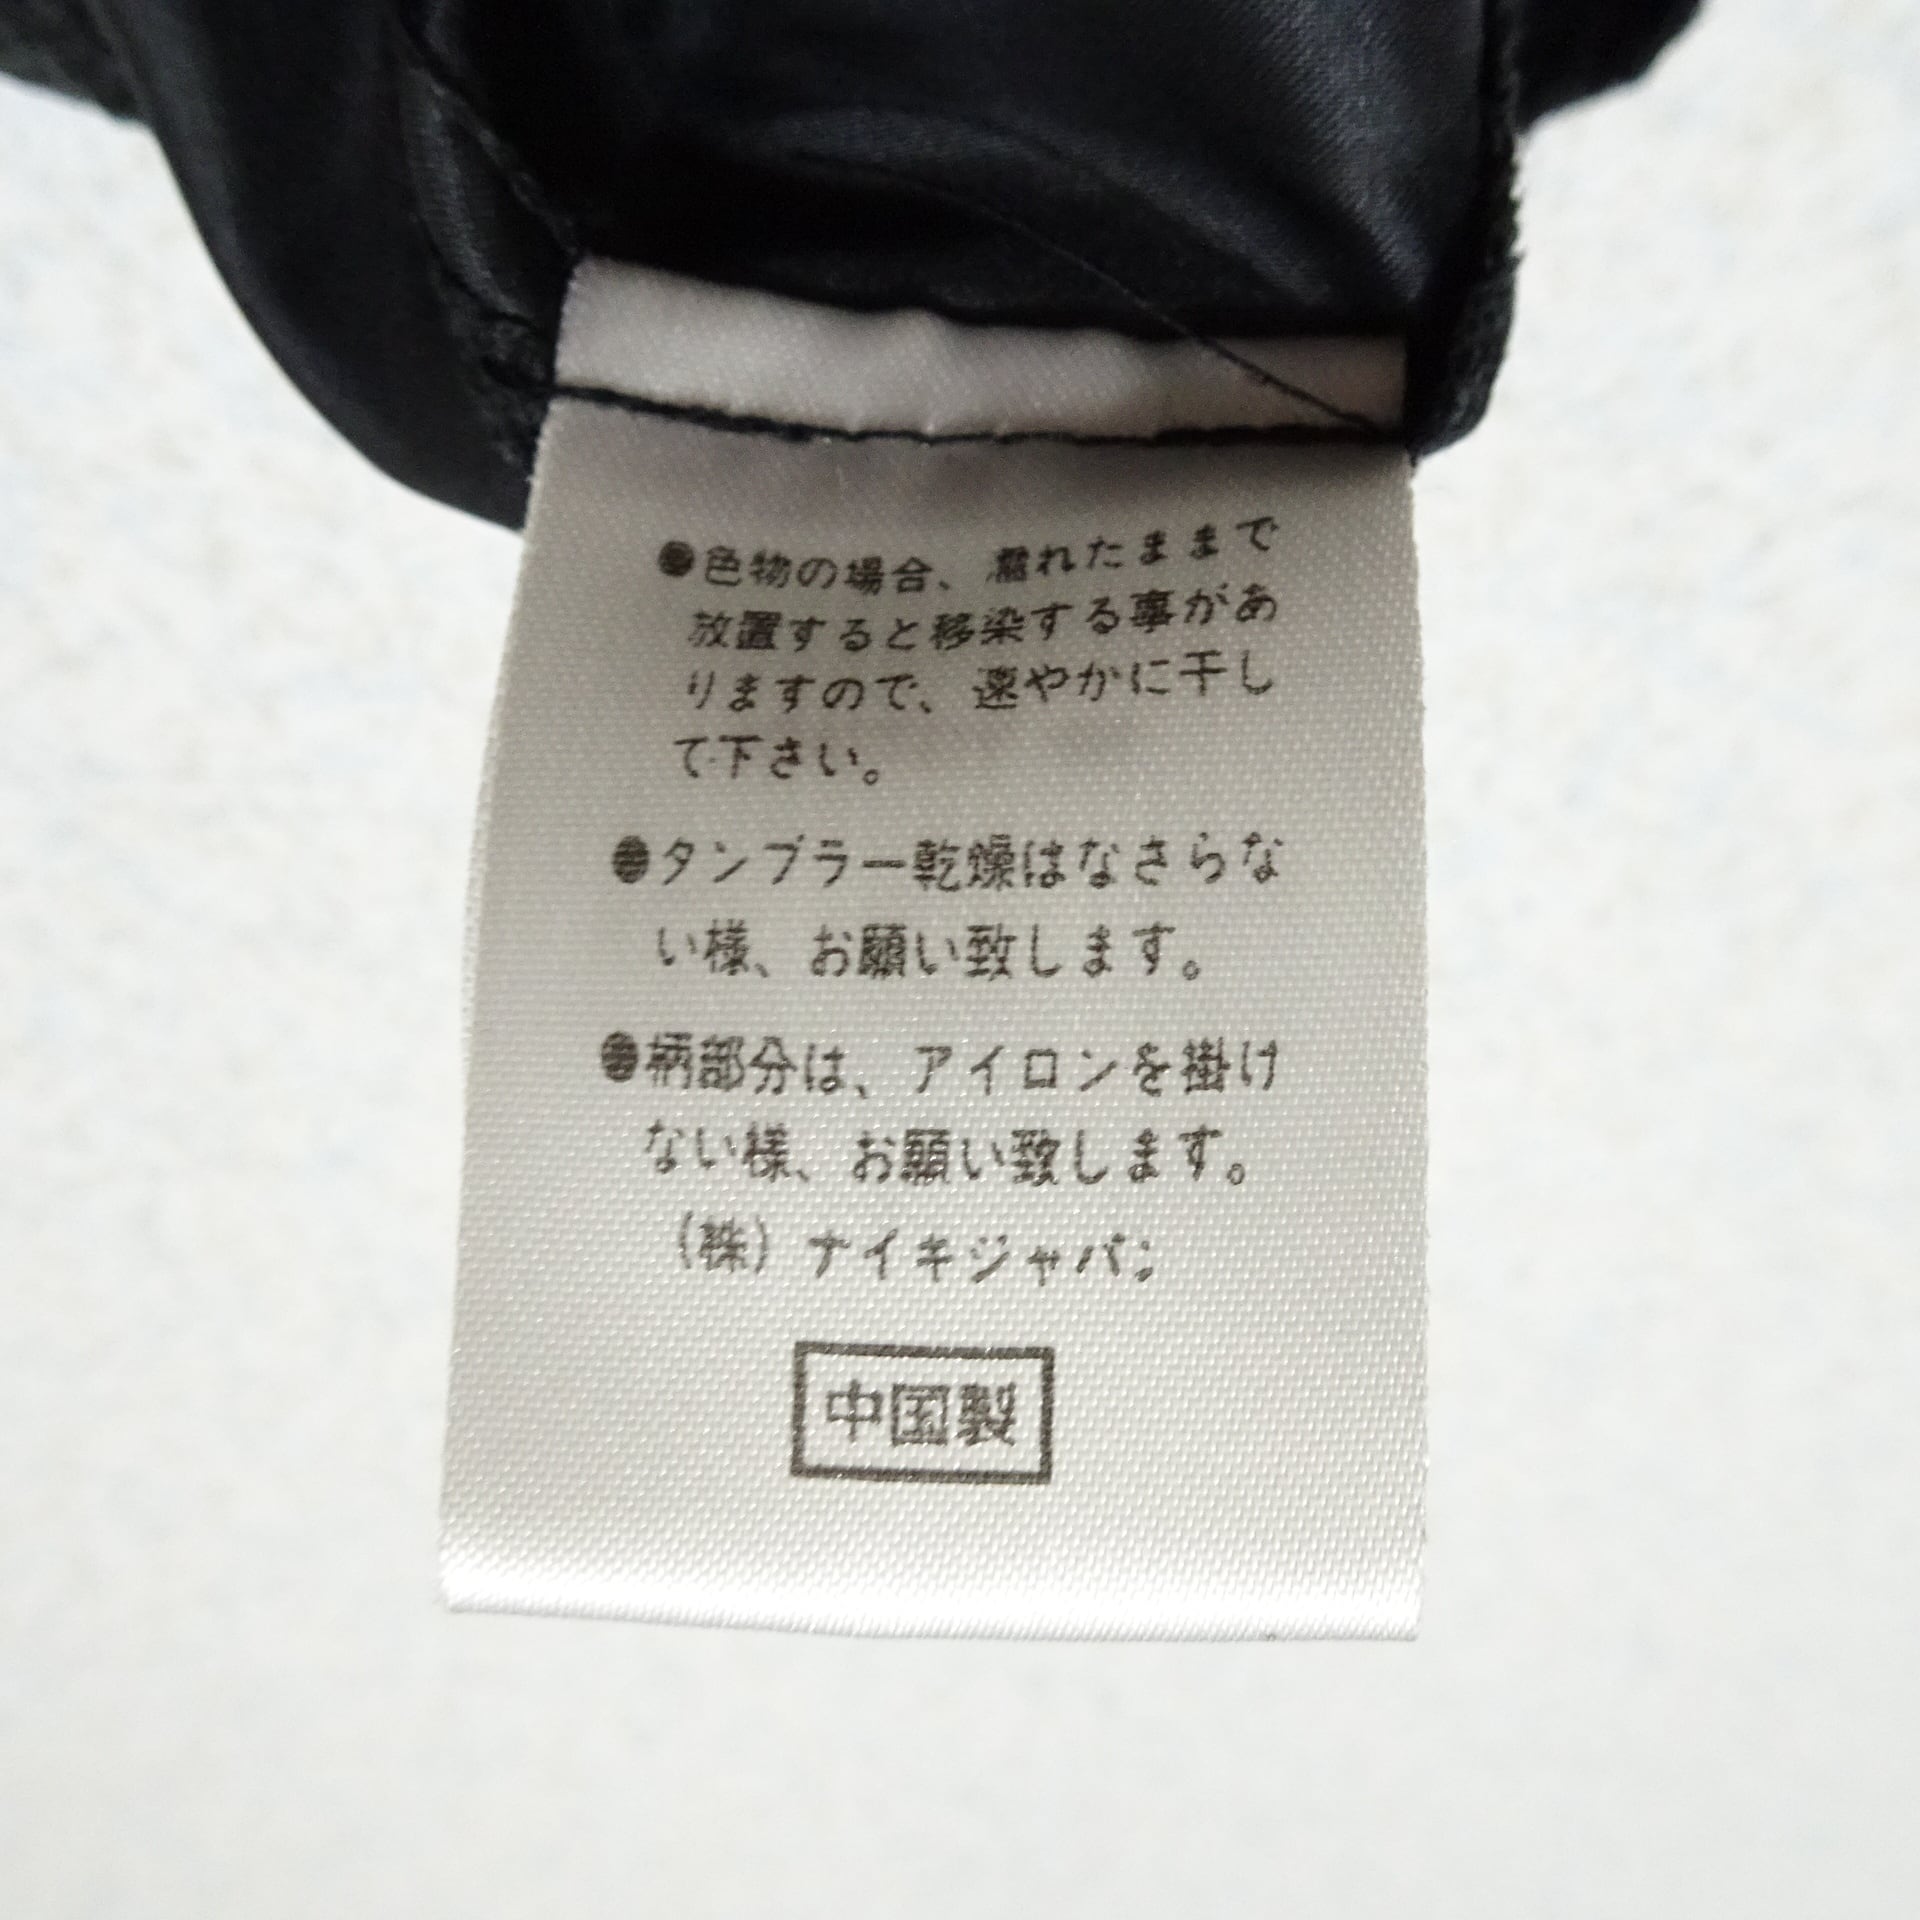 ●色物の場合、濡れたままで
放置すると移染する事があ
りますので、速やかに干し
て下さい。
●タンブラー乾燥はなさらな
い様、お願い致します。
●柄部分は、アイロンを掛け
ない様、お願い致します。
(株)ナイキジャパン
中国製